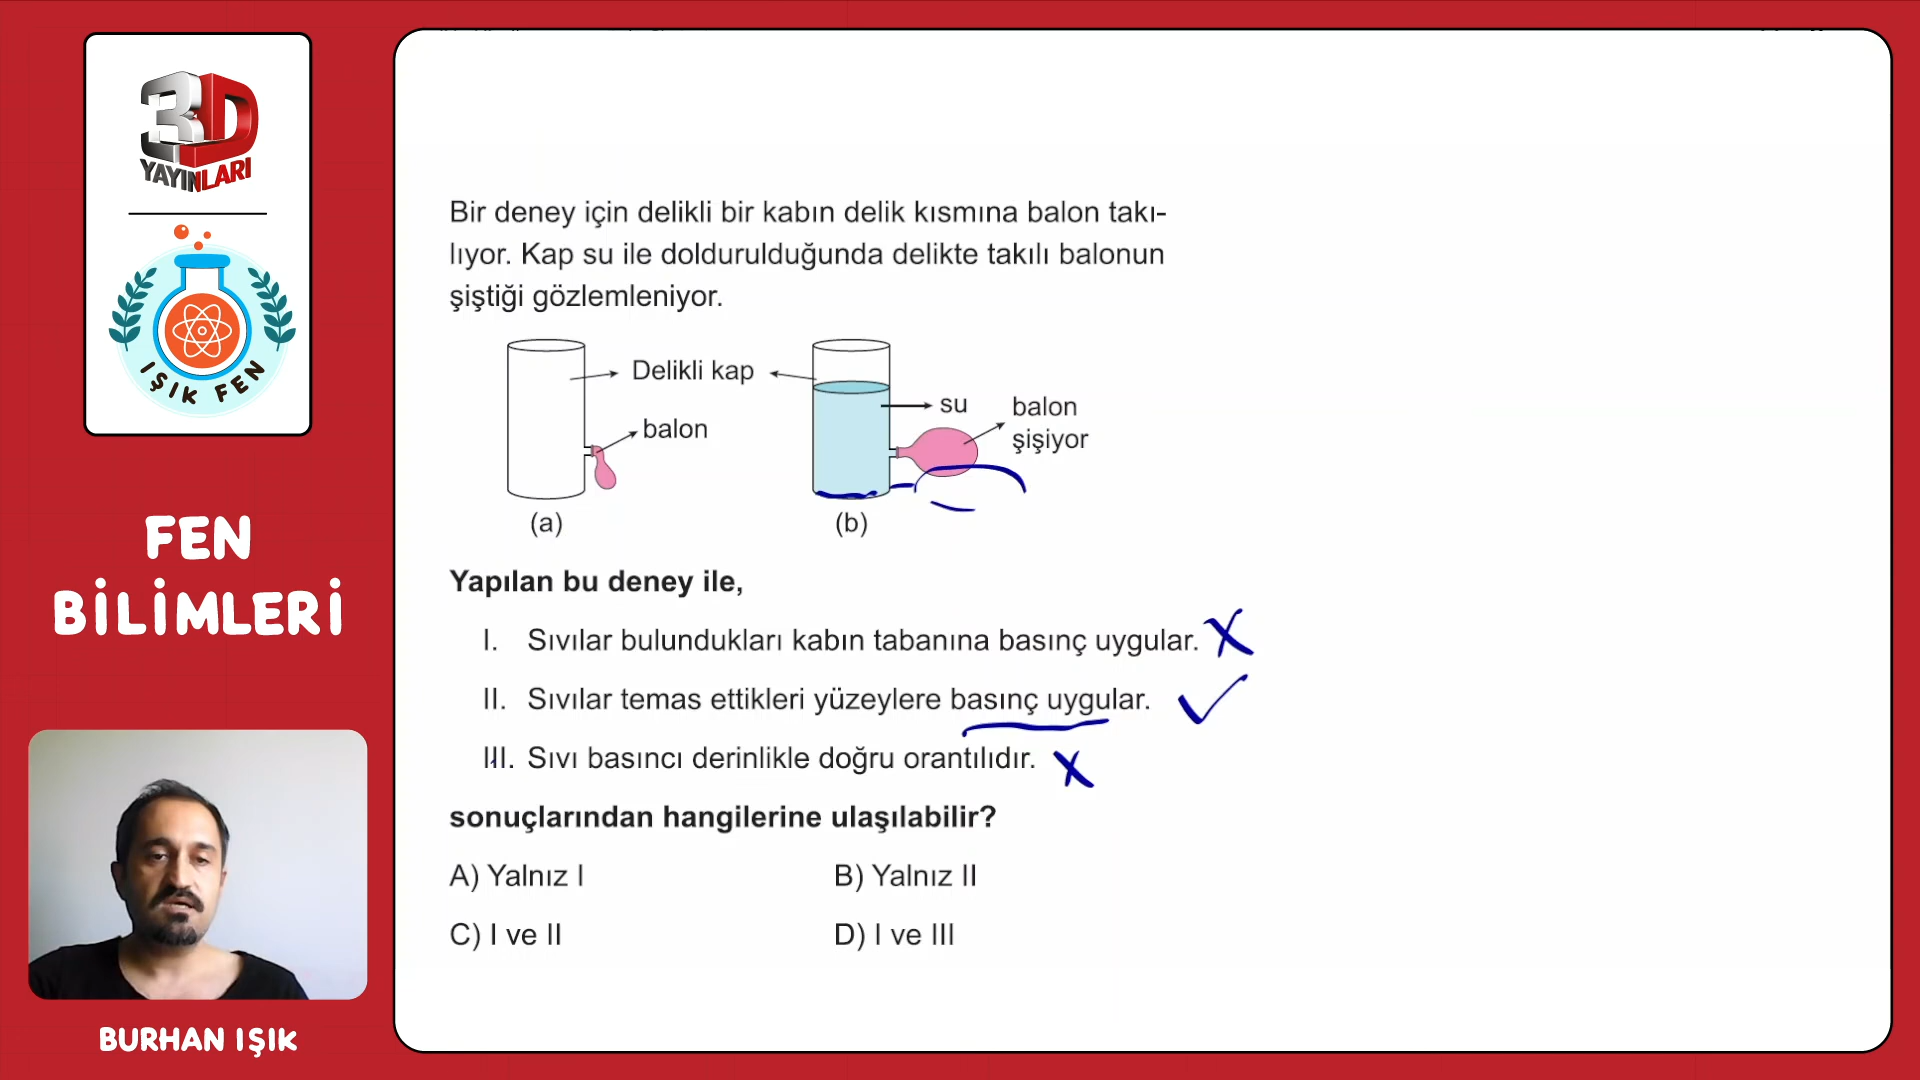 3D
YAYINLARI
IŞIK FEN
FEN
BİLİMLERİ
BURHAN IŞIK
Bir deney için delikli bir kabın delik kısmına balon takı-
lıyor. Kap su ile doldurulduğunda delikte takılı balonun
şiştiği gözlemleniyor.
Delikli kap
balon
su
balon
şişiyor
(a)
(b)
Yapılan bu deney ile,
I. Sıvılar bulundukları kabın tabanına basınç uygular.
II. Sıvılar temas ettikleri yüzeylere basınç uygular.
III. Sıvı basıncı derinlikle doğru orantılıdır.
sonuçlarından hangilerine ulaşılabilir?
A) Yalnız I
B) Yalnız II
C) I ve II
D) I ve III